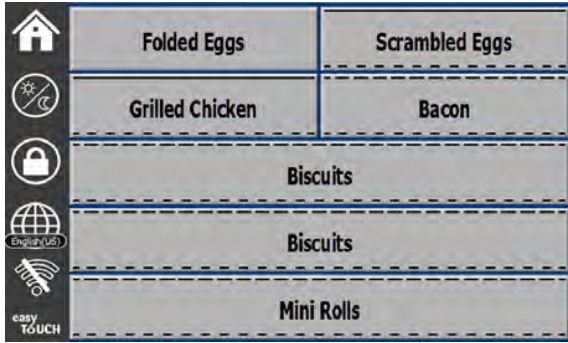 Folded Eggs
Scrambled Eggs
Grilled Chicken
Bacon
Biscuits
English(US)
Biscuits
Mini Rolls
easy
TOUCH